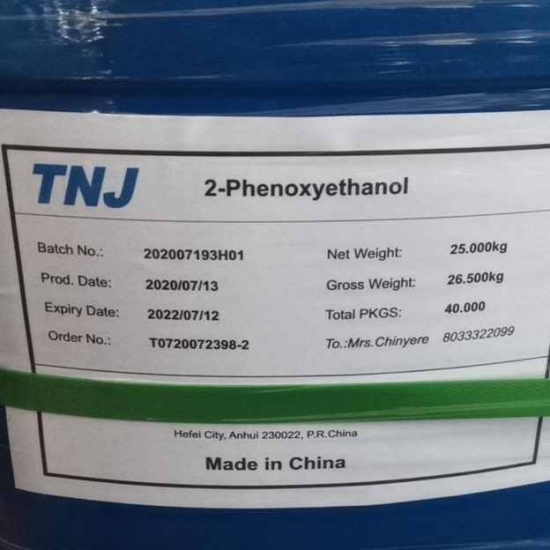 TNJ 2-Phenoxyethanol
Batch No.: 202007193H01 Net Weight: 25.000kg
Prod. Date: 2020/07/13 Gross Weight: 26.500kg
Expiry Date: 2022/07/12 Total PKGS: 40.000
Order No.: T0720072398-2 To.:Mrs.Chinyere 8033322099
Hefei City, Anhui 230022, P.R.China
Made in China